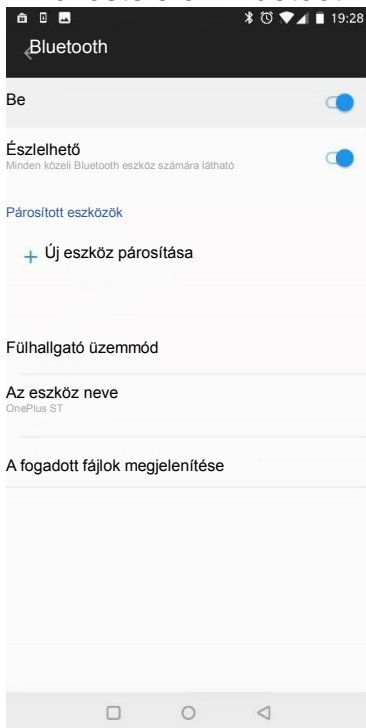 19:28
Bluetooth
Be
Észlelhető
Minden közeli Bluetooth eszköz számára látható
Párosított eszközök
+ Új eszköz párosítása
Fülhallgató üzemmód
Az eszköz neve
OnePlus ST
A fogadott fájlok megjelenítése